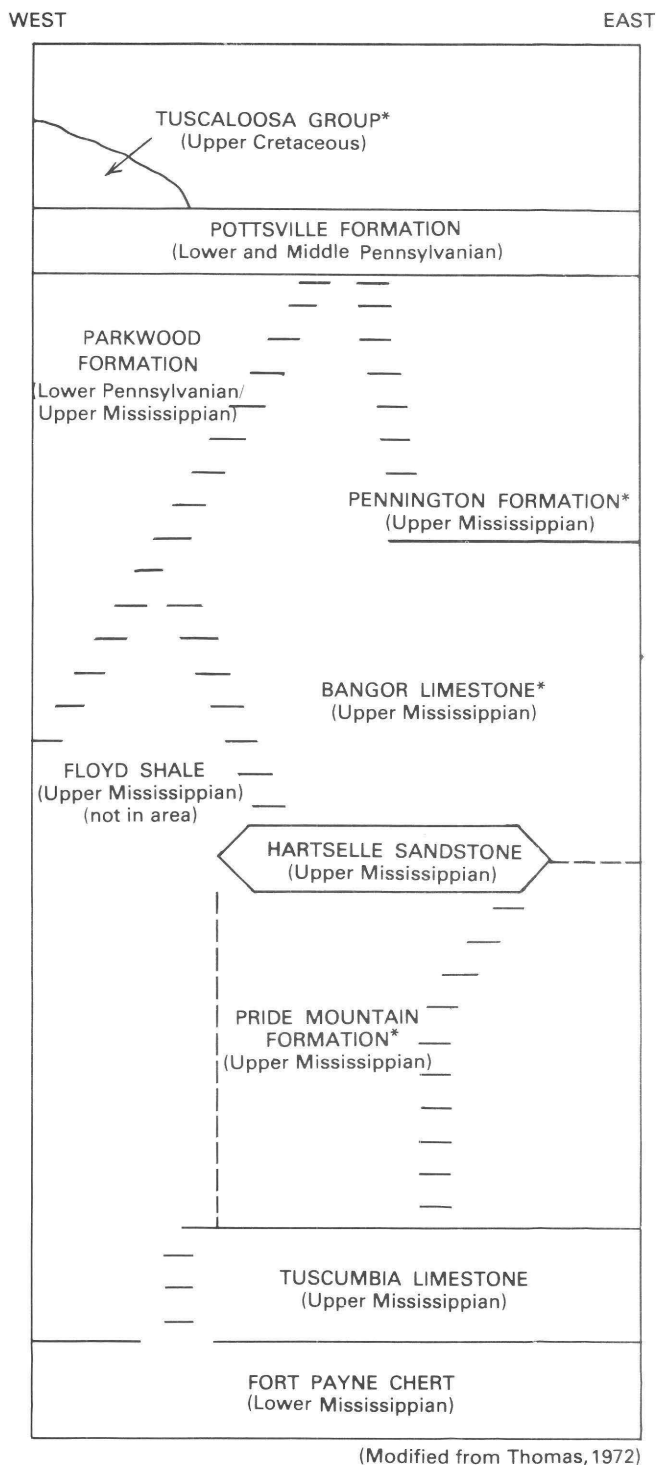 WEST
EAST
TUSCALOOSA GROUP*
(Upper Cretaceous)
POTTSVILLE FORMATION
(Lower and Middle Pennsylvanian)
PARKWOOD
FORMATION
(Lower Pennsylvanian/
Upper Mississippian)
PENNINGTON FORMATION*
(Upper Mississippian)
BANGOR LIMESTONE*
(Upper Mississippian)
FLOYD SHALE
(Upper Mississippian)
(not in area)
HARTSELLE SANDSTONE
(Upper Mississippian)
PRIDE MOUNTAIN
FORMATION*
(Upper Mississippian)
TUSCUMBIA LIMESTONE
(Upper Mississippian)
FORT PAYNE CHERT
(Lower Mississippian)
(Modified from Thomas, 1972)